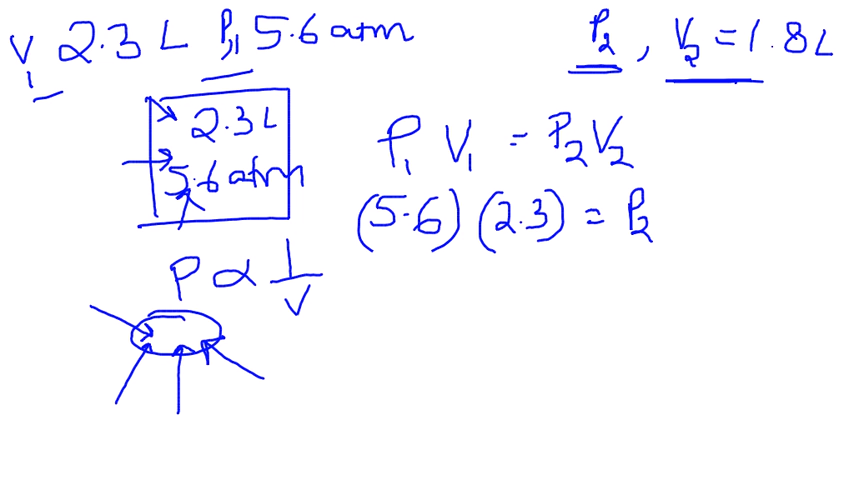 V₁ 2.3 L P₁ 5.6 atm
P₂ , V₂ = 1.8 L
2.3 L
5.6 atm
P₁ V₁ = P₂ V₂
(5.6) (2.3) = P₂
P ∝ 1/V